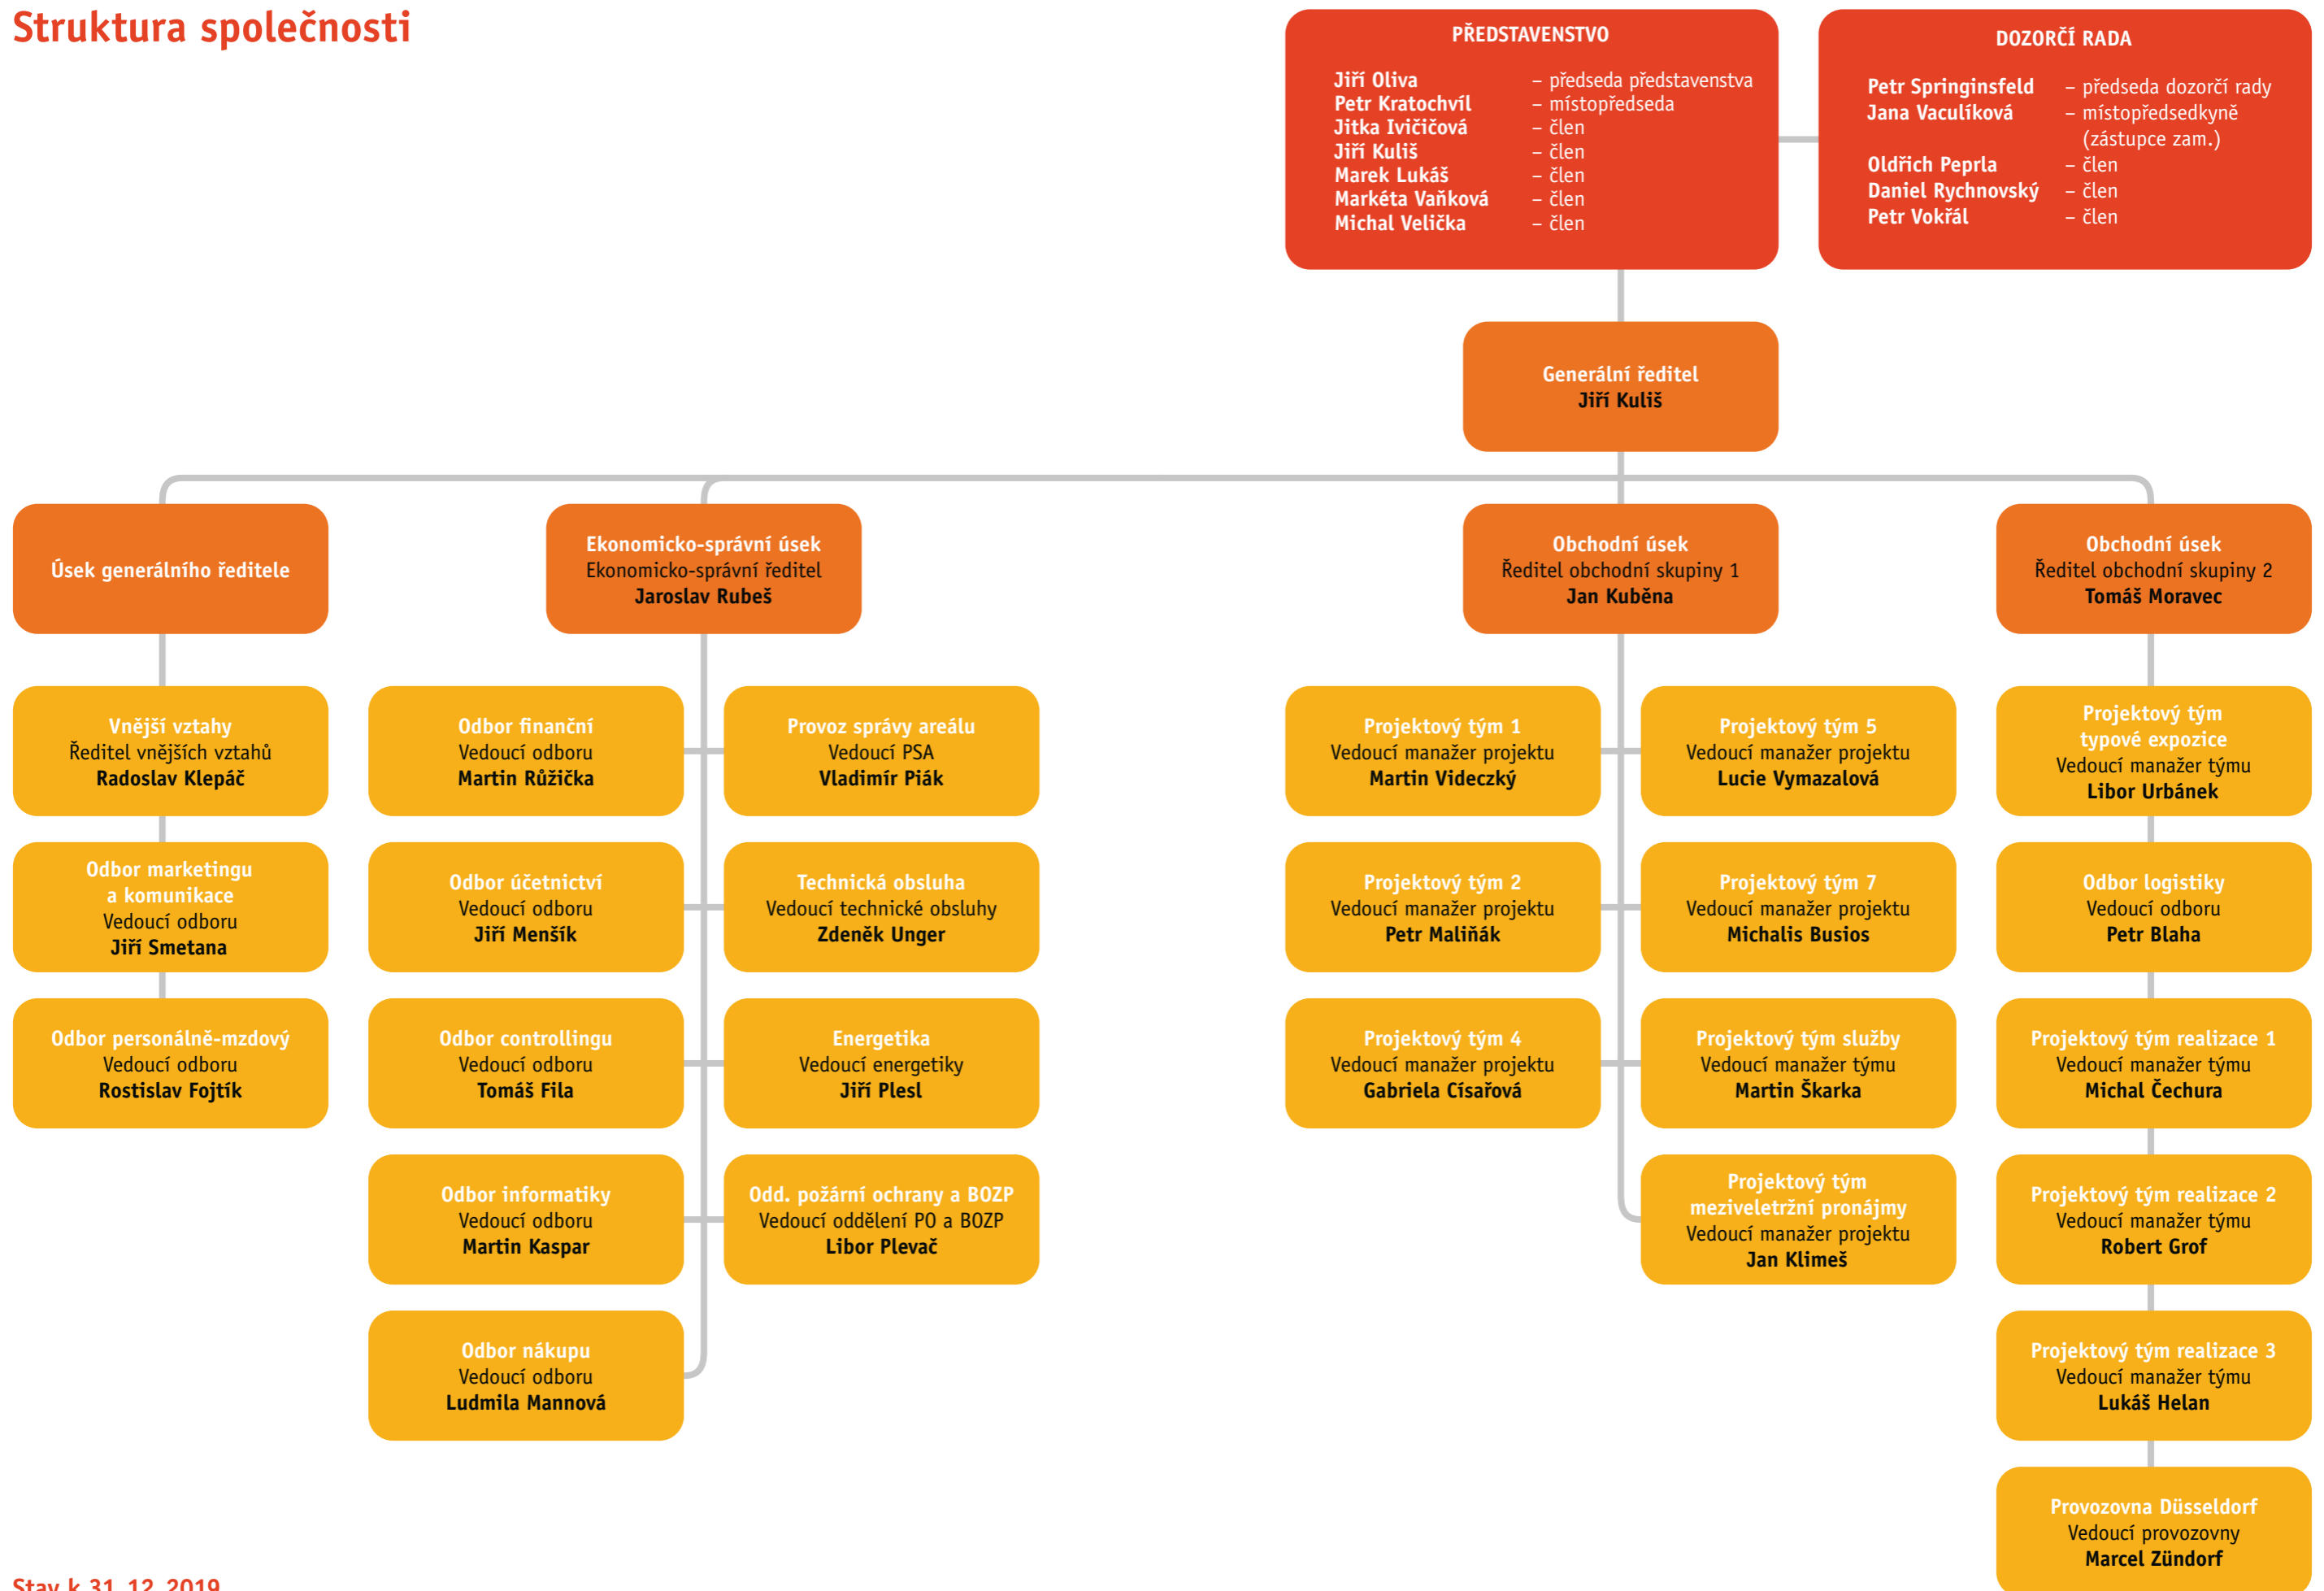 Struktura společnosti
PŘEDSTAVENSTVO
Jiří Oliva – předseda představenstva
Petr Kratochvíl – místopředseda
Jitka Ivičičová – člen
Jiří Kuliš – člen
Marek Lukáš – člen
Markéta Vaňková – člen
Michal Velička – člen
DOZORČÍ RADA
Petr Springinsfeld – předseda dozorčí rady
Jana Vaculíková – místopředsedkyně
(zástupce zam.)
Oldřich Peprla – člen
Daniel Rychnovský – člen
Petr Vokřál – člen
Generální ředitel
Jiří Kuliš
Úsek generálního ředitele
Ekonomicko-správní úsek
Ekonomicko-správní ředitel
Jaroslav Rubeš
Obchodní úsek
Ředitel obchodní skupiny 1
Jan Kuběna
Obchodní úsek
Ředitel obchodní skupiny 2
Tomáš Moravec
Vnější vztahy
Ředitel vnějších vztahů
Radoslav Klepáč
Odbor marketingu
a komunikace
Vedoucí odboru
Jiří Smetana
Odbor personálně-mzdový
Vedoucí odboru
Rostislav Fojtík
Odbor finanční
Vedoucí odboru
Martin Růžička
Odbor účetnictví
Vedoucí odboru
Jiří Menšík
Odbor controllingu
Vedoucí odboru
Tomáš Fila
Odbor informatiky
Vedoucí odboru
Martin Kaspar
Odbor nákupu
Vedoucí odboru
Ludmila Mannová
Provoz správy areálu
Vedoucí PSA
Vladimír Piák
Technická obsluha
Vedoucí technické obsluhy
Zdeněk Unger
Energetika
Vedoucí energetiky
Jiří Plesl
Odd. požární ochrany a BOZP
Vedoucí oddělení PO a BOZP
Libor Plevač
Projektový tým 1
Vedoucí manažer projektu
Martin Videczký
Projektový tým 2
Vedoucí manažer projektu
Petr Maliňák
Projektový tým 4
Vedoucí manažer projektu
Gabriela Císařová
Projektový tým 5
Vedoucí manažer projektu
Lucie Vymazalová
Projektový tým 7
Vedoucí manažer projektu
Michalis Busios
Projektový tým služby
Vedoucí manažer týmu
Martin Škarka
Projektový tým
meziveletržní pronájmy
Vedoucí manažer projektu
Jan Klimeš
Projektový tým
typové expozice
Vedoucí manažer týmu
Libor Urbánek
Odbor logistiky
Vedoucí odboru
Petr Blaha
Projektový tým realizace 1
Vedoucí manažer týmu
Michal Čechura
Projektový tým realizace 2
Vedoucí manažer týmu
Robert Grof
Projektový tým realizace 3
Vedoucí manažer týmu
Lukáš Helan
Provozovna Düsseldorf
Vedoucí provozovny
Marcel Zündorf
Stav k 31. 12. 2019